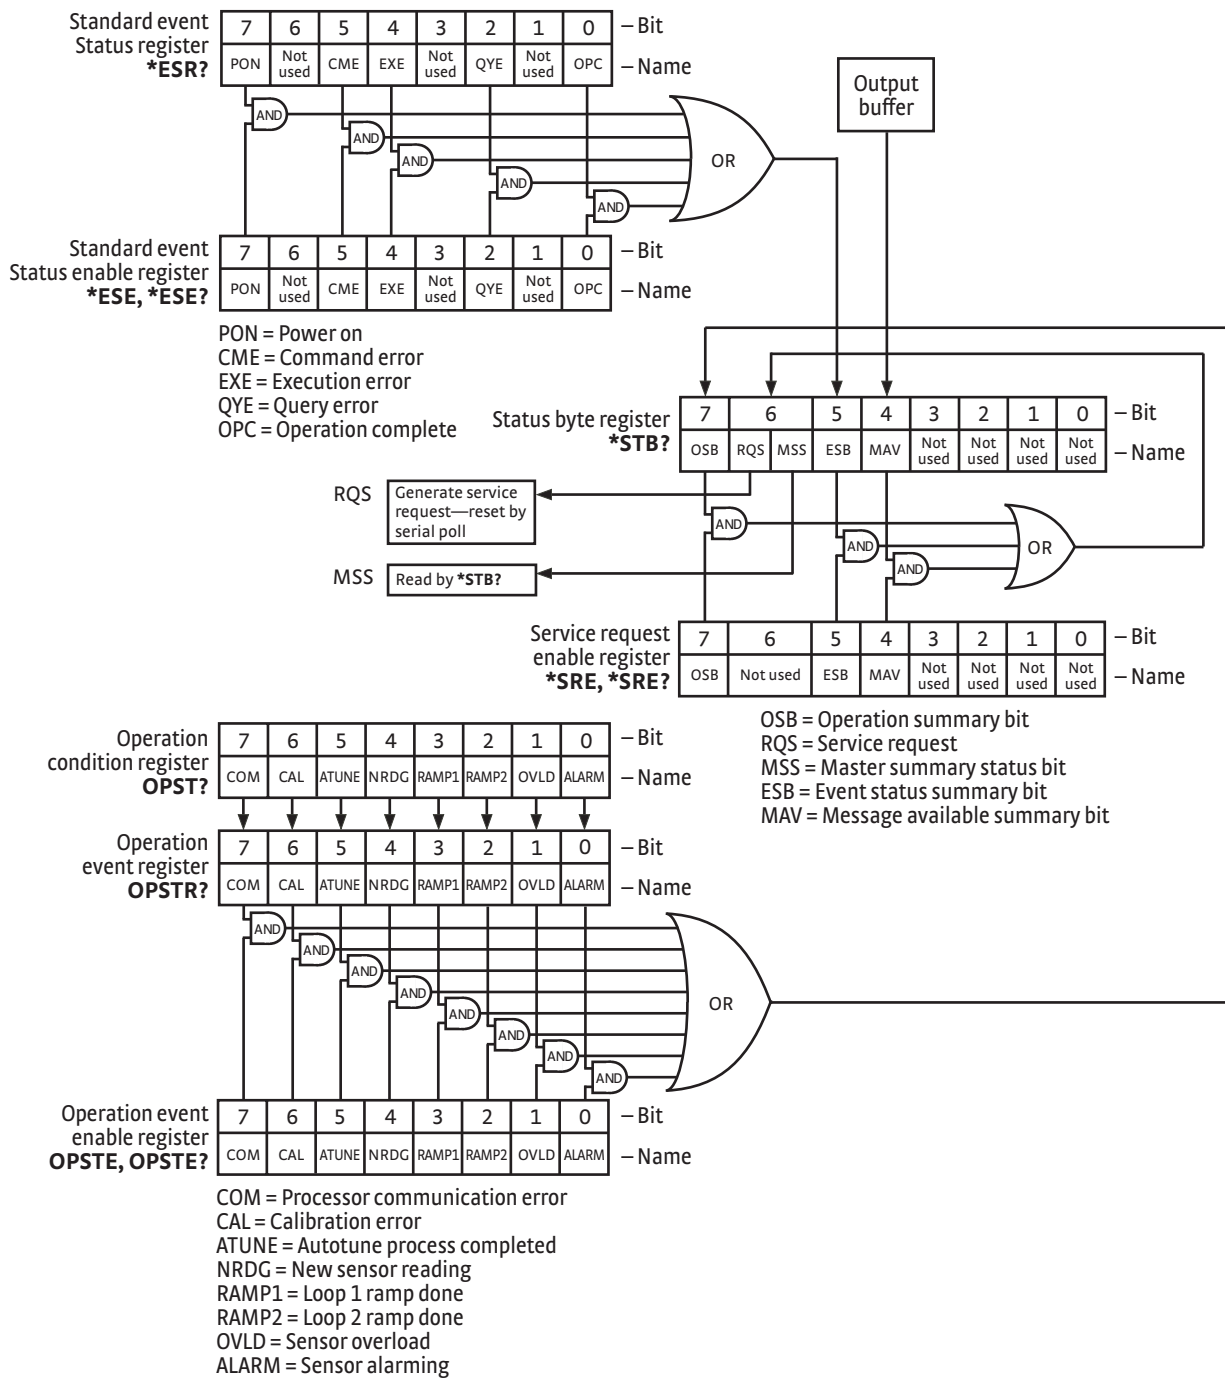 Standard event
Status register
*ESR?
7 6 5 4 3 2 1 0 – Bit
PON Not used CME EXE Not used QYE Not used OPC – Name
AND
AND
AND
AND
AND
OR
Output
buffer
Standard event
Status enable register
*ESE, *ESE?
7 6 5 4 3 2 1 0 – Bit
PON Not used CME EXE Not used QYE Not used OPC – Name
PON = Power on
CME = Command error
EXE = Execution error
QYE = Query error
OPC = Operation complete
Status byte register
*STB?
7 6 5 4 3 2 1 0 – Bit
OSB RQS MSS ESB MAV Not used Not used Not used Not used – Name
RQS
Generate service
request—reset by
serial poll
MSS
Read by *STB?
AND
AND
AND
OR
Service request
enable register
*SRE, *SRE?
7 6 5 4 3 2 1 0 – Bit
OSB Not used ESB MAV Not used Not used Not used Not used – Name
OSB = Operation summary bit
RQS = Service request
MSS = Master summary status bit
ESB = Event status summary bit
MAV = Message available summary bit
Operation
condition register
OPST?
7 6 5 4 3 2 1 0 – Bit
COM CAL ATUNE NRDG RAMP1 RAMP2 OVLD ALARM – Name
Operation
event register
OPSTR?
7 6 5 4 3 2 1 0 – Bit
COM CAL ATUNE NRDG RAMP1 RAMP2 OVLD ALARM – Name
AND
AND
AND
AND
AND
AND
AND
AND
OR
Operation event
enable register
OPSTE, OPSTE?
7 6 5 4 3 2 1 0 – Bit
COM CAL ATUNE NRDG RAMP1 RAMP2 OVLD ALARM – Name
COM = Processor communication error
CAL = Calibration error
ATUNE = Autotune process completed
NRDG = New sensor reading
RAMP1 = Loop 1 ramp done
RAMP2 = Loop 2 ramp done
OVLD = Sensor overload
ALARM = Sensor alarming